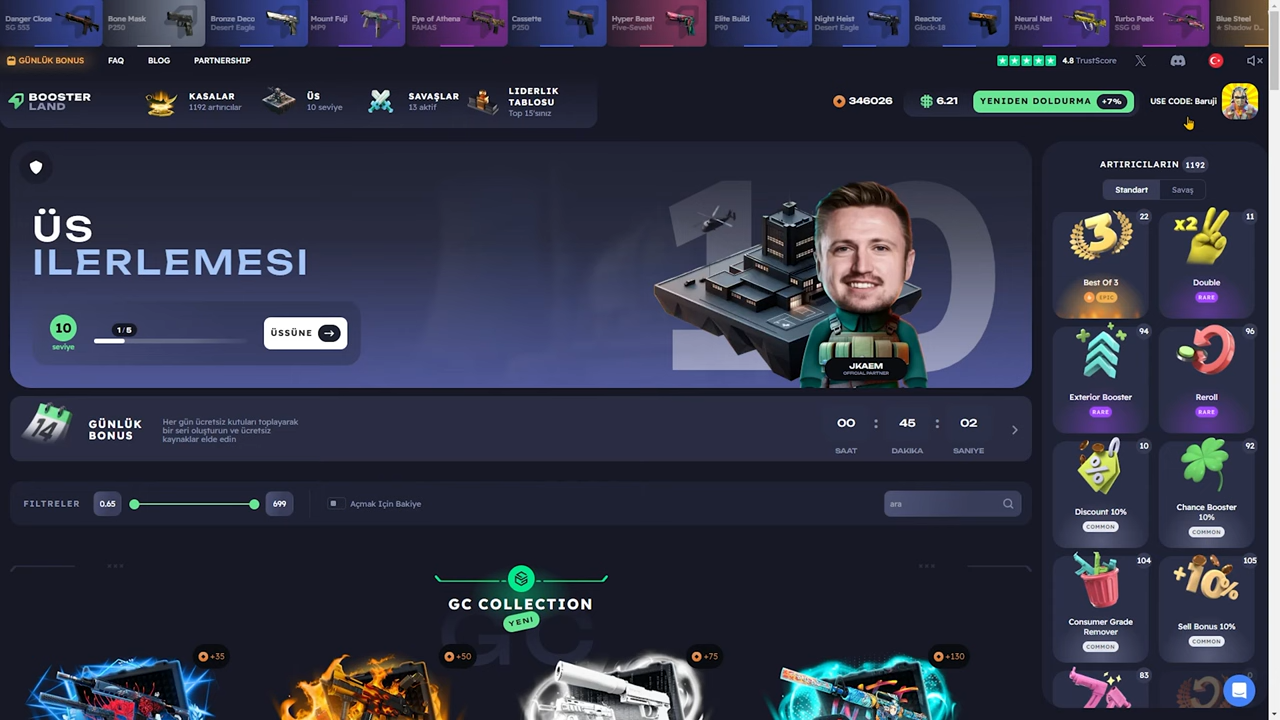 Danger Close
SG 553
Bone Mask
P250
Bronze Deco
Desert Eagle
Mount Fuji
MP9
Eye of Athena
FAMAS
Cassette
P250
Hyper Beast
Five-SeveN
Elite Build
P90
Night Heist
Desert Eagle
Reactor
Glock-18
Neural Net
FAMAS
Turbo Peek
SSG 08
Blue Steel
★ Shadow D...
GÜNLÜK BONUS
FAQ
BLOG
PARTNERSHIP
4.8 TrustScore
BOOSTER
LAND
KASALAR
1192 artırıcılar
ÜS
10 seviye
SAVAŞLAR
13 aktif
LIDERLIK
TABLOSU
Top 15'sınız
346026
6.21
YENIDEN DOLDURMA +7%
USE CODE: Baruji
ÜS
ILERLEMESI
10
10
seviye
1/5
ÜSSÜNE
JKAEM
OFFICIAL PARTNER
14
GÜNLÜK
BONUS
Her gün ücretsiz kutuları toplayarak
bir seri oluşturun ve ücretsiz
kaynaklar elde edin
00 : 45 : 02
SAAT DAKIKA SANIYE
FILTRELER
0.65
699
Açmak Için Bakiye
ara
GC COLLECTION
YENI
GC
+35
+50
+75
+130
ARTIRICILARIN 1192
Standart
Savaş
22
3
Best Of 3
EPIC
11
x2
Double
RARE
94
Exterior Booster
RARE
96
Reroll
RARE
10
%
Discount 10%
COMMON
92
Chance Booster
10%
COMMON
104
Consumer Grade
Remover
COMMON
105
+10%
Sell Bonus 10%
COMMON
83